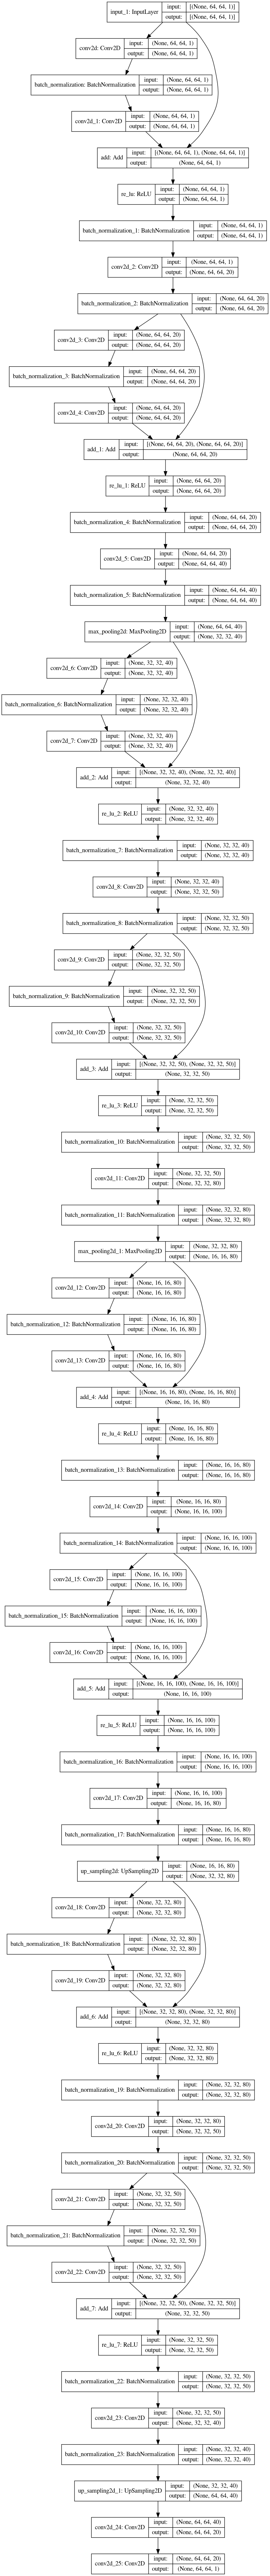 input_1: InputLayer
input: [(None, 64, 64, 1)]
output: [(None, 64, 64, 1)]
conv2d: Conv2D
input: (None, 64, 64, 1)
output: (None, 64, 64, 1)
batch_normalization: BatchNormalization
input: (None, 64, 64, 1)
output: (None, 64, 64, 1)
conv2d_1: Conv2D
input: (None, 64, 64, 1)
output: (None, 64, 64, 1)
add: Add
input: [(None, 64, 64, 1), (None, 64, 64, 1)]
output: (None, 64, 64, 1)
re_lu: ReLU
input: (None, 64, 64, 1)
output: (None, 64, 64, 1)
batch_normalization_1: BatchNormalization
input: (None, 64, 64, 1)
output: (None, 64, 64, 1)
conv2d_2: Conv2D
input: (None, 64, 64, 1)
output: (None, 64, 64, 20)
batch_normalization_2: BatchNormalization
input: (None, 64, 64, 20)
output: (None, 64, 64, 20)
conv2d_3: Conv2D
input: (None, 64, 64, 20)
output: (None, 64, 64, 20)
batch_normalization_3: BatchNormalization
input: (None, 64, 64, 20)
output: (None, 64, 64, 20)
conv2d_4: Conv2D
input: (None, 64, 64, 20)
output: (None, 64, 64, 20)
add_1: Add
input: [(None, 64, 64, 20), (None, 64, 64, 20)]
output: (None, 64, 64, 20)
re_lu_1: ReLU
input: (None, 64, 64, 20)
output: (None, 64, 64, 20)
batch_normalization_4: BatchNormalization
input: (None, 64, 64, 20)
output: (None, 64, 64, 20)
conv2d_5: Conv2D
input: (None, 64, 64, 20)
output: (None, 64, 64, 40)
batch_normalization_5: BatchNormalization
input: (None, 64, 64, 40)
output: (None, 64, 64, 40)
max_pooling2d: MaxPooling2D
input: (None, 64, 64, 40)
output: (None, 32, 32, 40)
conv2d_6: Conv2D
input: (None, 32, 32, 40)
output: (None, 32, 32, 40)
batch_normalization_6: BatchNormalization
input: (None, 32, 32, 40)
output: (None, 32, 32, 40)
conv2d_7: Conv2D
input: (None, 32, 32, 40)
output: (None, 32, 32, 40)
add_2: Add
input: [(None, 32, 32, 40), (None, 32, 32, 40)]
output: (None, 32, 32, 40)
re_lu_2: ReLU
input: (None, 32, 32, 40)
output: (None, 32, 32, 40)
batch_normalization_7: BatchNormalization
input: (None, 32, 32, 40)
output: (None, 32, 32, 40)
conv2d_8: Conv2D
input: (None, 32, 32, 40)
output: (None, 32, 32, 50)
batch_normalization_8: BatchNormalization
input: (None, 32, 32, 50)
output: (None, 32, 32, 50)
conv2d_9: Conv2D
input: (None, 32, 32, 50)
output: (None, 32, 32, 50)
batch_normalization_9: BatchNormalization
input: (None, 32, 32, 50)
output: (None, 32, 32, 50)
conv2d_10: Conv2D
input: (None, 32, 32, 50)
output: (None, 32, 32, 50)
add_3: Add
input: [(None, 32, 32, 50), (None, 32, 32, 50)]
output: (None, 32, 32, 50)
re_lu_3: ReLU
input: (None, 32, 32, 50)
output: (None, 32, 32, 50)
batch_normalization_10: BatchNormalization
input: (None, 32, 32, 50)
output: (None, 32, 32, 50)
conv2d_11: Conv2D
input: (None, 32, 32, 50)
output: (None, 32, 32, 80)
batch_normalization_11: BatchNormalization
input: (None, 32, 32, 80)
output: (None, 32, 32, 80)
max_pooling2d_1: MaxPooling2D
input: (None, 32, 32, 80)
output: (None, 16, 16, 80)
conv2d_12: Conv2D
input: (None, 16, 16, 80)
output: (None, 16, 16, 80)
batch_normalization_12: BatchNormalization
input: (None, 16, 16, 80)
output: (None, 16, 16, 80)
conv2d_13: Conv2D
input: (None, 16, 16, 80)
output: (None, 16, 16, 80)
add_4: Add
input: [(None, 16, 16, 80), (None, 16, 16, 80)]
output: (None, 16, 16, 80)
re_lu_4: ReLU
input: (None, 16, 16, 80)
output: (None, 16, 16, 80)
batch_normalization_13: BatchNormalization
input: (None, 16, 16, 80)
output: (None, 16, 16, 80)
conv2d_14: Conv2D
input: (None, 16, 16, 80)
output: (None, 16, 16, 100)
batch_normalization_14: BatchNormalization
input: (None, 16, 16, 100)
output: (None, 16, 16, 100)
conv2d_15: Conv2D
input: (None, 16, 16, 100)
output: (None, 16, 16, 100)
batch_normalization_15: BatchNormalization
input: (None, 16, 16, 100)
output: (None, 16, 16, 100)
conv2d_16: Conv2D
input: (None, 16, 16, 100)
output: (None, 16, 16, 100)
add_5: Add
input: [(None, 16, 16, 100), (None, 16, 16, 100)]
output: (None, 16, 16, 100)
re_lu_5: ReLU
input: (None, 16, 16, 100)
output: (None, 16, 16, 100)
batch_normalization_16: BatchNormalization
input: (None, 16, 16, 100)
output: (None, 16, 16, 100)
conv2d_17: Conv2D
input: (None, 16, 16, 100)
output: (None, 16, 16, 80)
batch_normalization_17: BatchNormalization
input: (None, 16, 16, 80)
output: (None, 16, 16, 80)
up_sampling2d: UpSampling2D
input: (None, 16, 16, 80)
output: (None, 32, 32, 80)
conv2d_18: Conv2D
input: (None, 32, 32, 80)
output: (None, 32, 32, 80)
batch_normalization_18: BatchNormalization
input: (None, 32, 32, 80)
output: (None, 32, 32, 80)
conv2d_19: Conv2D
input: (None, 32, 32, 80)
output: (None, 32, 32, 80)
add_6: Add
input: [(None, 32, 32, 80), (None, 32, 32, 80)]
output: (None, 32, 32, 80)
re_lu_6: ReLU
input: (None, 32, 32, 80)
output: (None, 32, 32, 80)
batch_normalization_19: BatchNormalization
input: (None, 32, 32, 80)
output: (None, 32, 32, 80)
conv2d_20: Conv2D
input: (None, 32, 32, 80)
output: (None, 32, 32, 50)
batch_normalization_20: BatchNormalization
input: (None, 32, 32, 50)
output: (None, 32, 32, 50)
conv2d_21: Conv2D
input: (None, 32, 32, 50)
output: (None, 32, 32, 50)
batch_normalization_21: BatchNormalization
input: (None, 32, 32, 50)
output: (None, 32, 32, 50)
conv2d_22: Conv2D
input: (None, 32, 32, 50)
output: (None, 32, 32, 50)
add_7: Add
input: [(None, 32, 32, 50), (None, 32, 32, 50)]
output: (None, 32, 32, 50)
re_lu_7: ReLU
input: (None, 32, 32, 50)
output: (None, 32, 32, 50)
batch_normalization_22: BatchNormalization
input: (None, 32, 32, 50)
output: (None, 32, 32, 50)
conv2d_23: Conv2D
input: (None, 32, 32, 50)
output: (None, 32, 32, 40)
batch_normalization_23: BatchNormalization
input: (None, 32, 32, 40)
output: (None, 32, 32, 40)
up_sampling2d_1: UpSampling2D
input: (None, 32, 32, 40)
output: (None, 64, 64, 40)
conv2d_24: Conv2D
input: (None, 64, 64, 40)
output: (None, 64, 64, 20)
conv2d_25: Conv2D
input: (None, 64, 64, 20)
output: (None, 64, 64, 1)